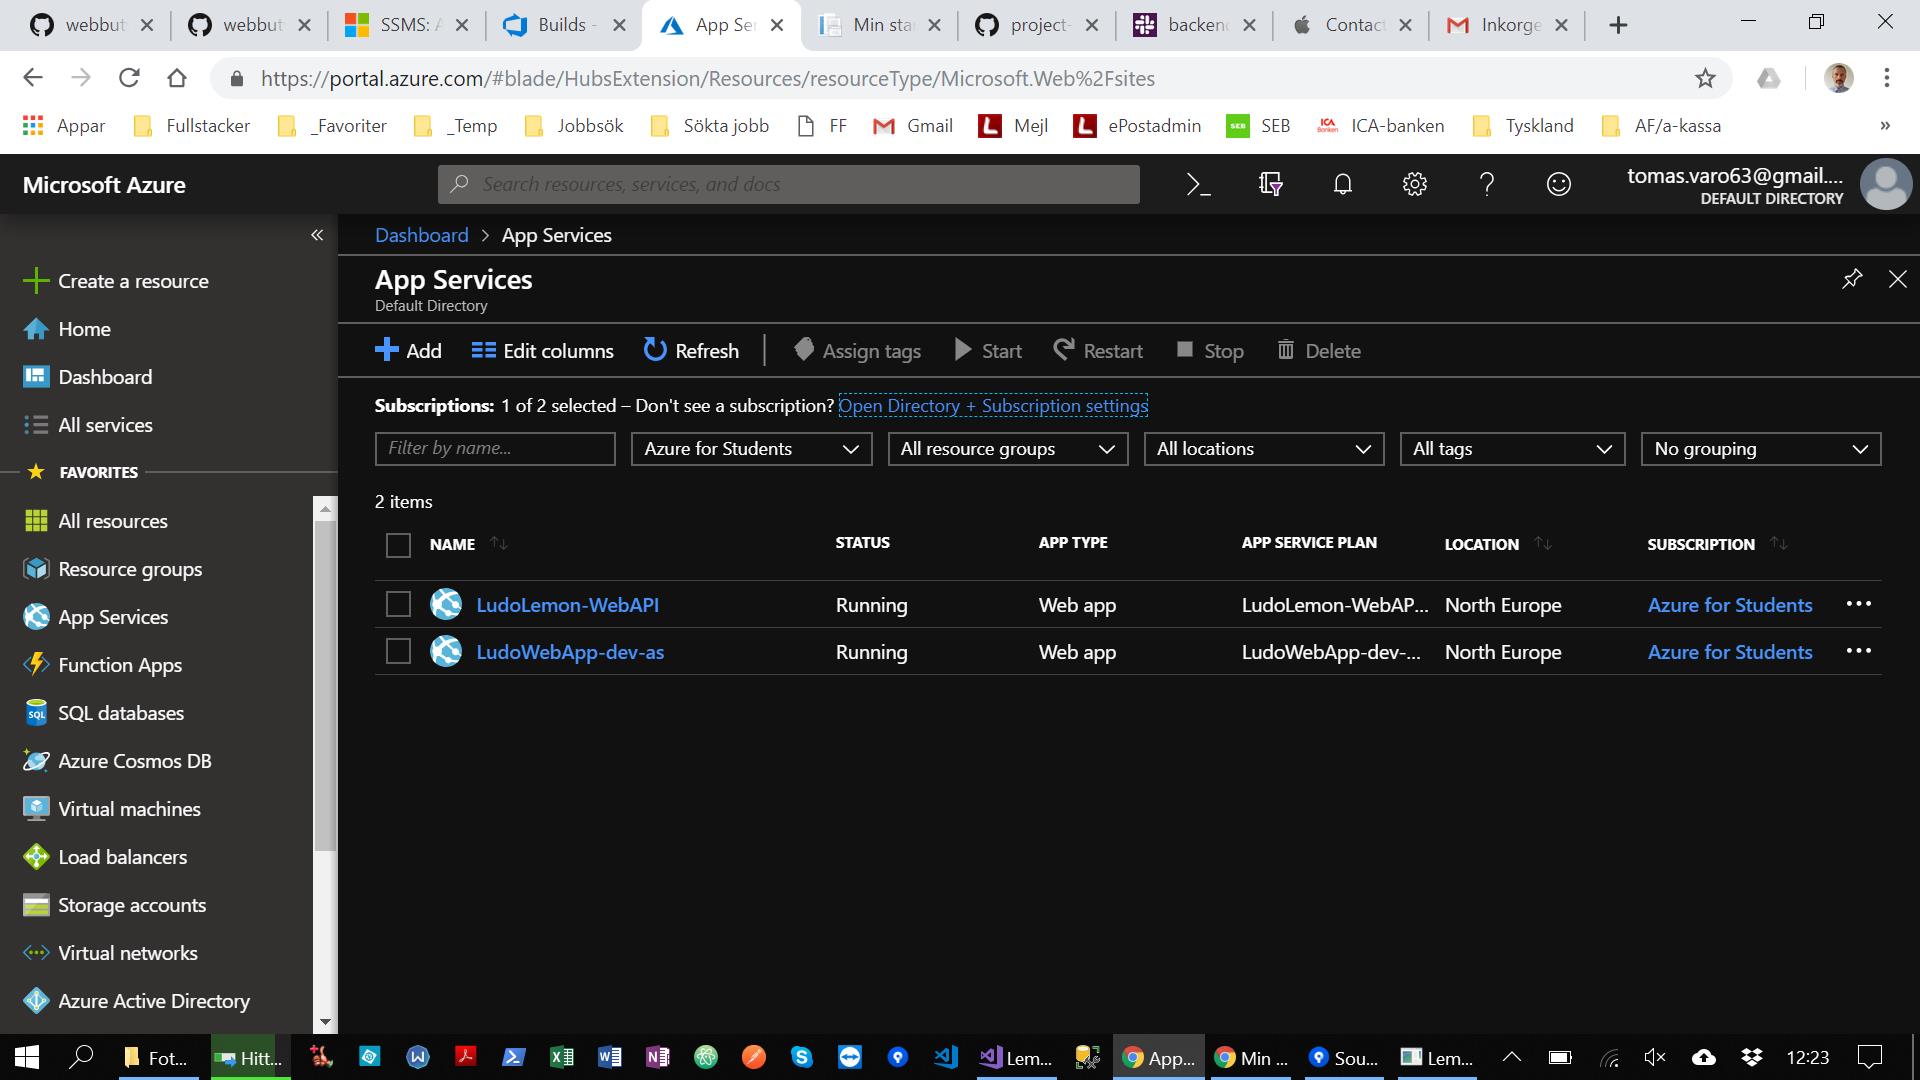 webbut
webbut
SSMS: A
Builds -
App Ser
Min sta
project-
backen
Contac
Inkorge
https://portal.azure.com/#blade/HubsExtension/Resources/resourceType/Microsoft.Web%2Fsites
Appar Fullstacker _Favoriter _Temp Jobbsök Sökta jobb FF Gmail Mejl ePostadmin SEB ICA-banken Tyskland AF/a-kassa »
Microsoft Azure
Search resources, services, and docs
tomas.varo63@gmail....
DEFAULT DIRECTORY
«
Create a resource
Home
Dashboard
All services
FAVORITES
All resources
Resource groups
App Services
Function Apps
SQL databases
Azure Cosmos DB
Virtual machines
Load balancers
Storage accounts
Virtual networks
Azure Active Directory
Dashboard > App Services
App Services
Default Directory
Add Edit columns Refresh Assign tags Start Restart Stop Delete
Subscriptions: 1 of 2 selected – Don't see a subscription? Open Directory + Subscription settings
Filter by name... Azure for Students All resource groups All locations All tags No grouping
2 items
NAME STATUS APP TYPE APP SERVICE PLAN LOCATION SUBSCRIPTION
LudoLemon-WebAPI Running Web app LudoLemon-WebAP... North Europe Azure for Students ...
LudoWebApp-dev-as Running Web app LudoWebApp-dev-... North Europe Azure for Students ...
Fot... Hitt... Lem... App... Min ... Sou... Lem... 12:23